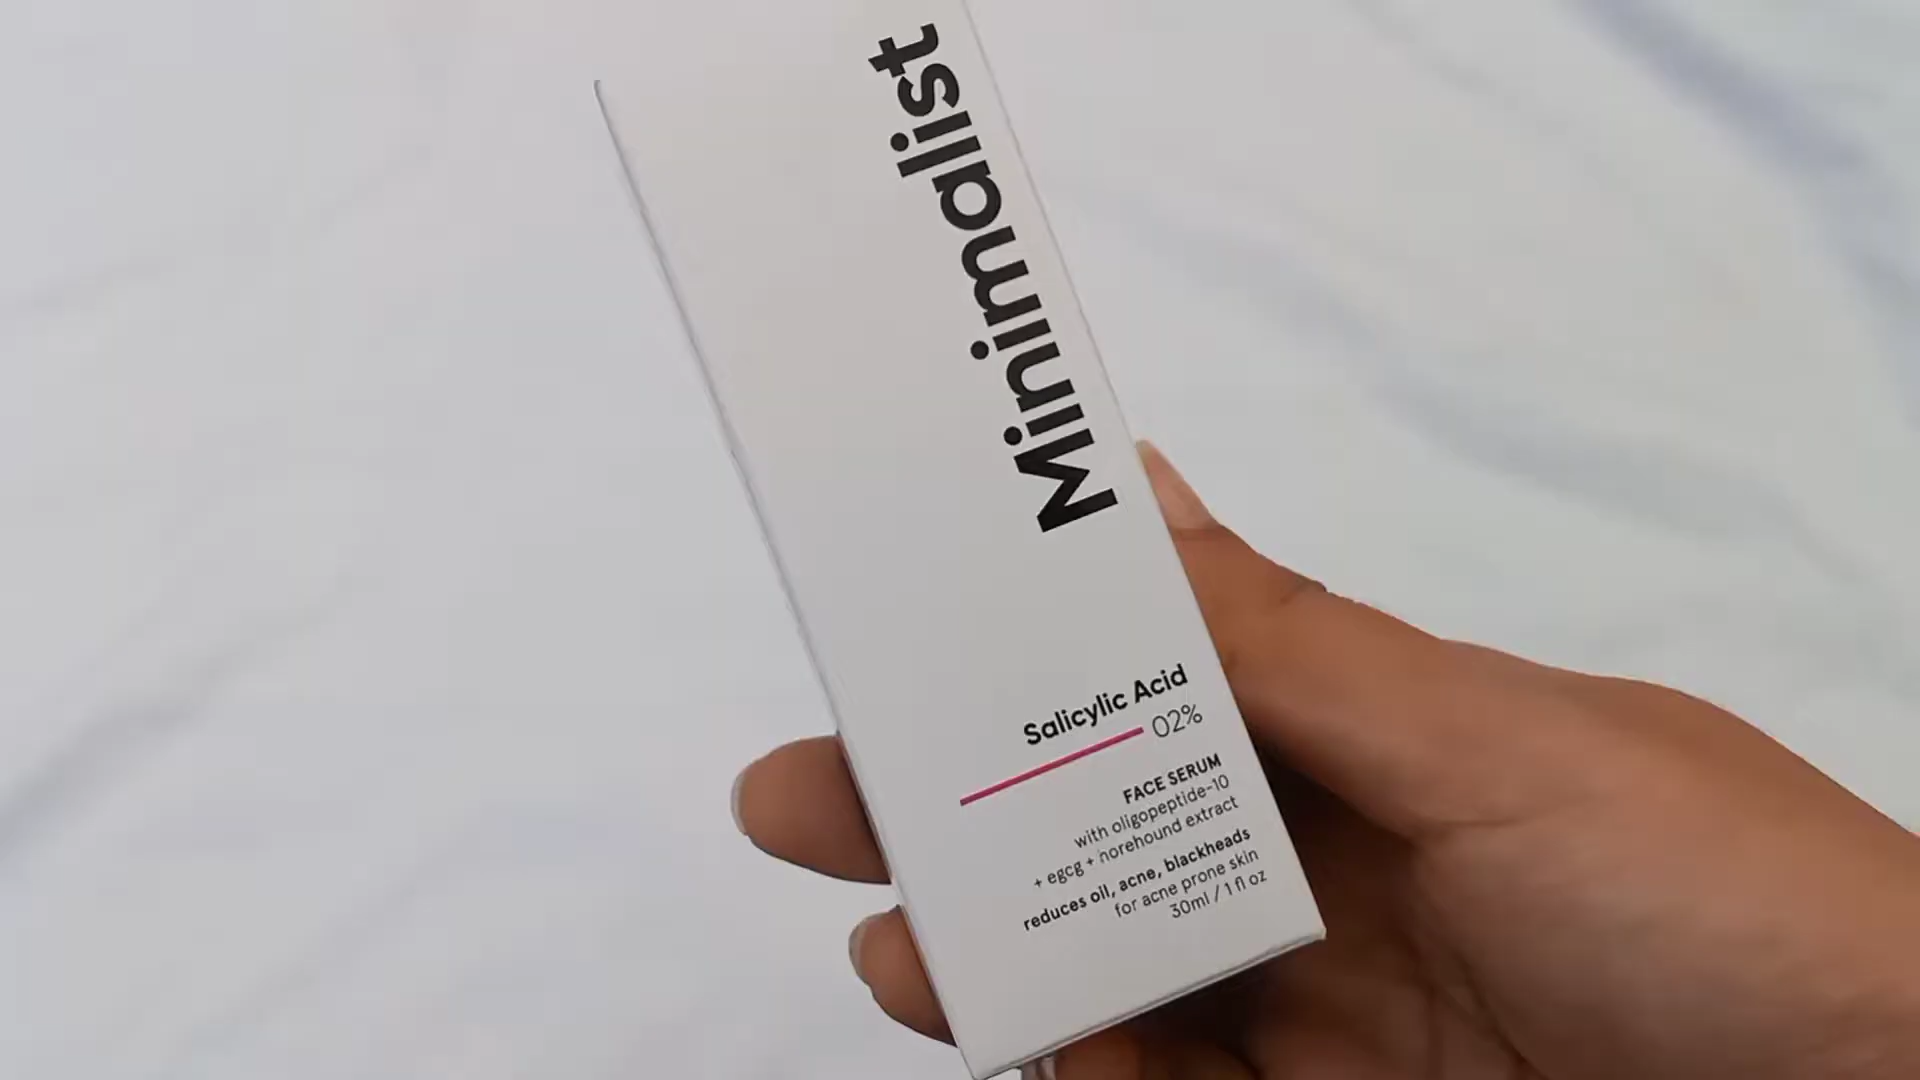 Minimalist
Salicylic Acid
02%
FACE SERUM
with oligopeptide-10
+ egcg + horehound extract
reduces oil, acne, blackheads
for acne prone skin
30ml / 1 fl oz